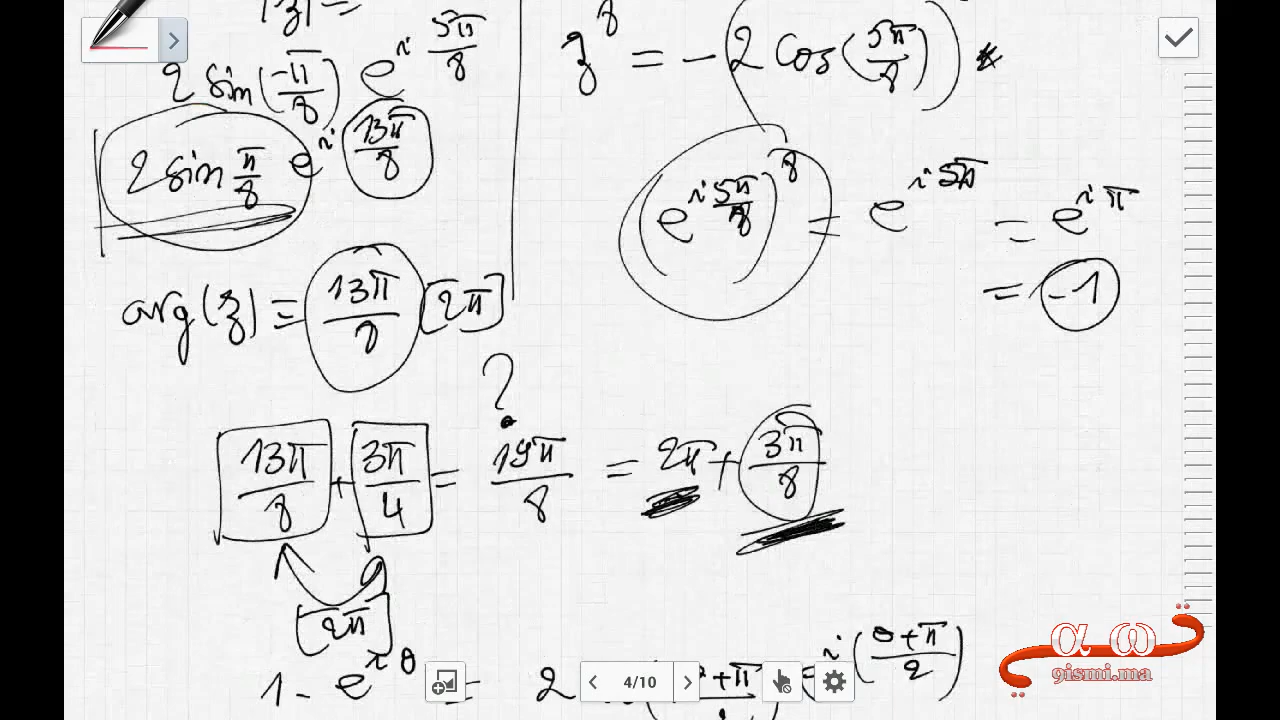 |z| =
2 sin(-π/8) e^{i 5π/8}
2 sin π/8 e^{i 13π/8}
arg(z) = 13π/8 [2π]
?
13π/8 + 3π/4 = 19π/8 = 2π + 3π/8
[2π]
1 - e^{iθ} = 2
+π e^{i(θ+π/2)}
z^8 = -(2 cos(5π/8))^8 *
(e^{i 5π/8})^8 = e^{i 5π} = e^{iπ}
= -1
4/10
α ω
gismi.ma